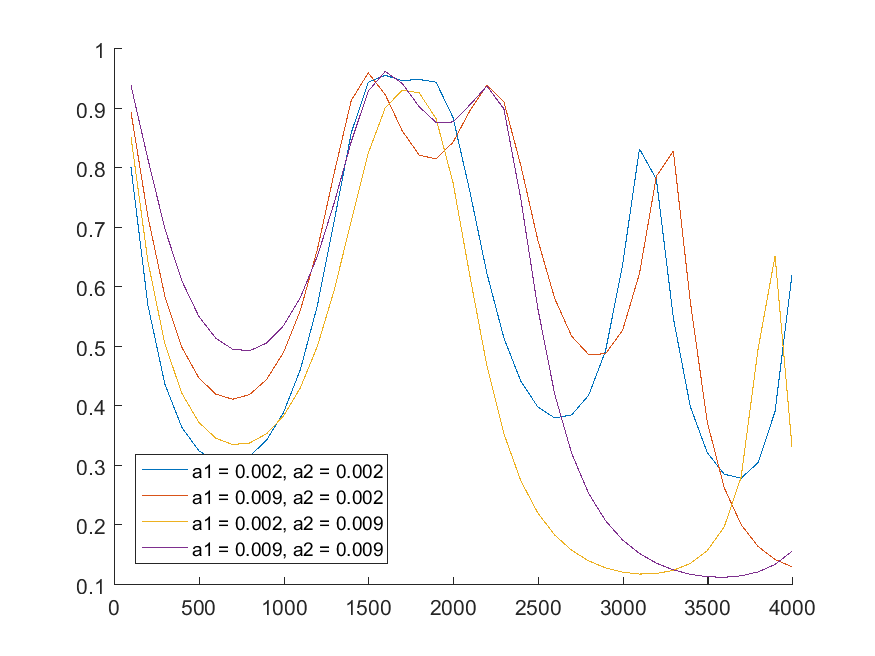 1
0.9
0.8
0.7
0.6
0.5
0.4
0.3
0.2
0.1
a1 = 0.002, a2 = 0.002
a1 = 0.009, a2 = 0.002
a1 = 0.002, a2 = 0.009
a1 = 0.009, a2 = 0.009
0 500 1000 1500 2000 2500 3000 3500 4000